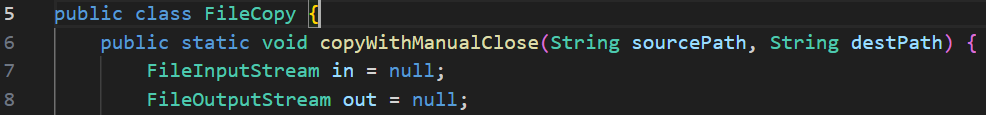 5 public class FileCopy {
6 public static void copyWithManualClose(String sourcePath, String destPath) {
7 FileInputStream in = null;
8 FileOutputStream out = null;